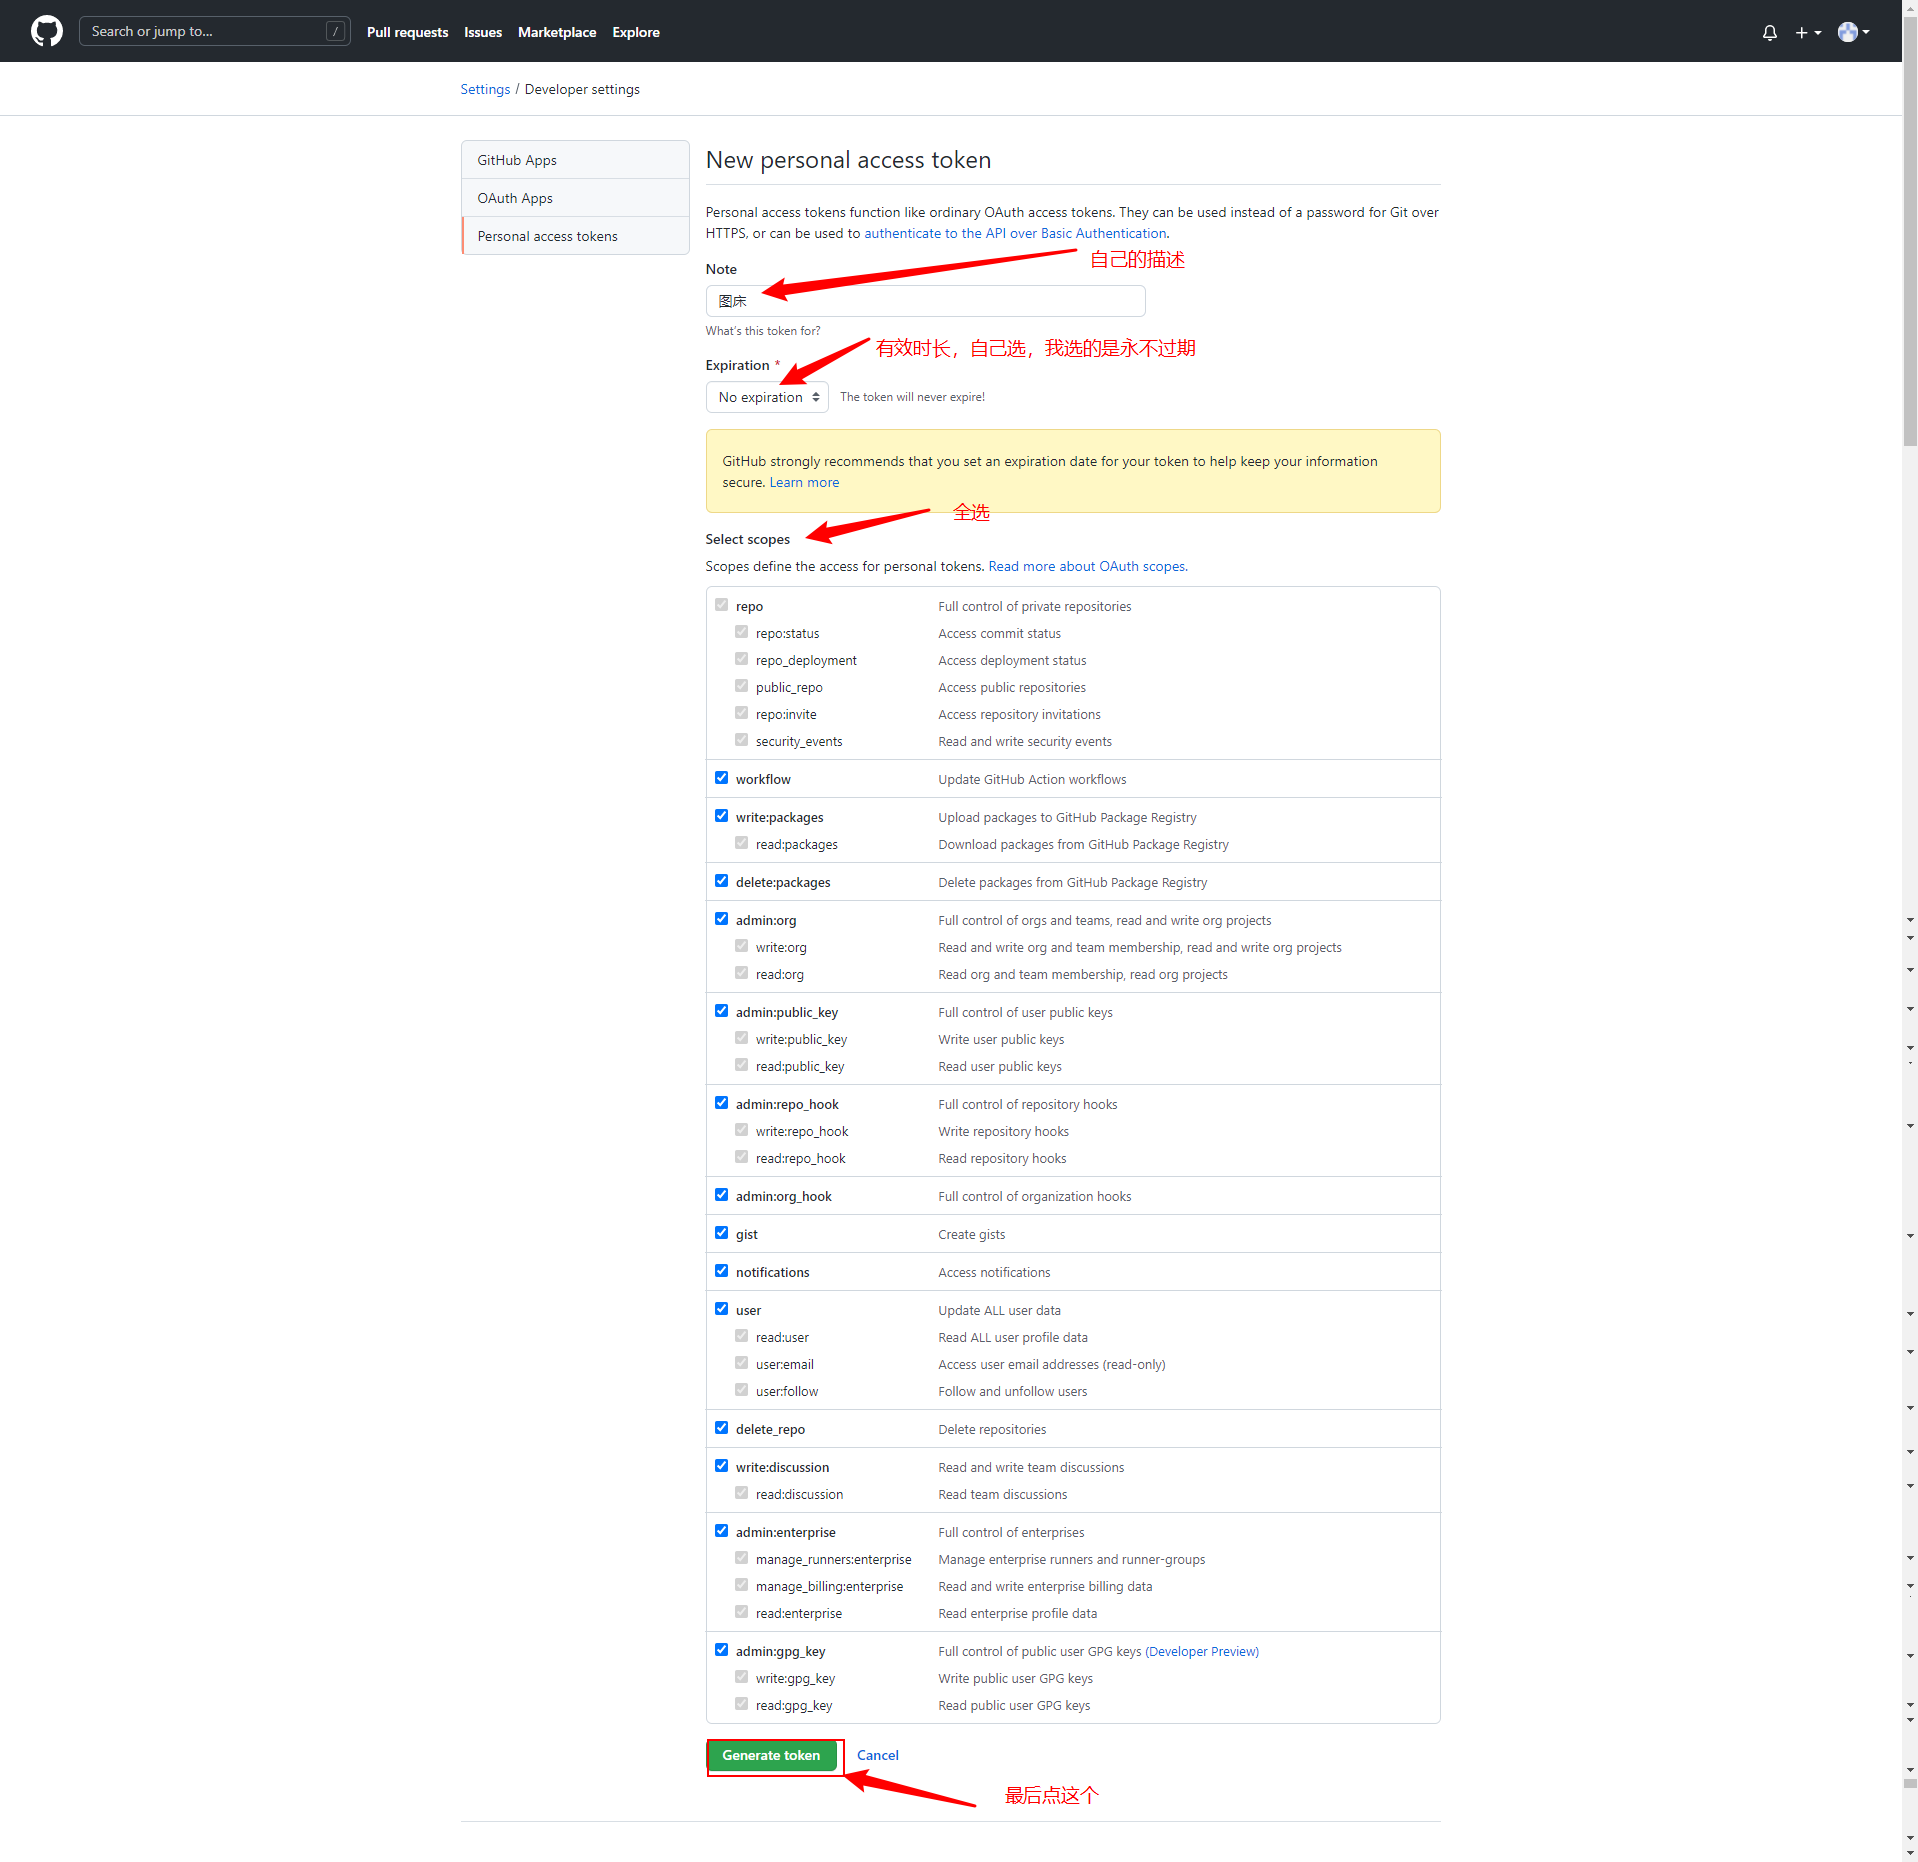 Search or jump to... /
Pull requests Issues Marketplace Explore
Settings / Developer settings
GitHub Apps
OAuth Apps
Personal access tokens
New personal access token
Personal access tokens function like ordinary OAuth access tokens. They can be used instead of a password for Git over
HTTPS, or can be used to authenticate to the API over Basic Authentication.
自己的描述
Note
图床
What's this token for?
有效时长，自己选，我选的是永不过期
Expiration *
No expiration The token will never expire!
GitHub strongly recommends that you set an expiration date for your token to help keep your information
secure. Learn more
全选
Select scopes
Scopes define the access for personal tokens. Read more about OAuth scopes.
repo Full control of private repositories
repo:status Access commit status
repo_deployment Access deployment status
public_repo Access public repositories
repo:invite Access repository invitations
security_events Read and write security events
workflow Update GitHub Action workflows
write:packages Upload packages to GitHub Package Registry
read:packages Download packages from GitHub Package Registry
delete:packages Delete packages from GitHub Package Registry
admin:org Full control of orgs and teams, read and write org projects
write:org Read and write org and team membership, read and write org projects
read:org Read org and team membership, read org projects
admin:public_key Full control of user public keys
write:public_key Write user public keys
read:public_key Read user public keys
admin:repo_hook Full control of repository hooks
write:repo_hook Write repository hooks
read:repo_hook Read repository hooks
admin:org_hook Full control of organization hooks
gist Create gists
notifications Access notifications
user Update ALL user data
read:user Read ALL user profile data
user:email Access user email addresses (read-only)
user:follow Follow and unfollow users
delete_repo Delete repositories
write:discussion Read and write team discussions
read:discussion Read team discussions
admin:enterprise Full control of enterprises
manage_runners:enterprise Manage enterprise runners and runner-groups
manage_billing:enterprise Read and write enterprise billing data
read:enterprise Read enterprise profile data
admin:gpg_key Full control of public user GPG keys (Developer Preview)
write:gpg_key Write public user GPG keys
read:gpg_key Read public user GPG keys
Generate token Cancel
最后点这个